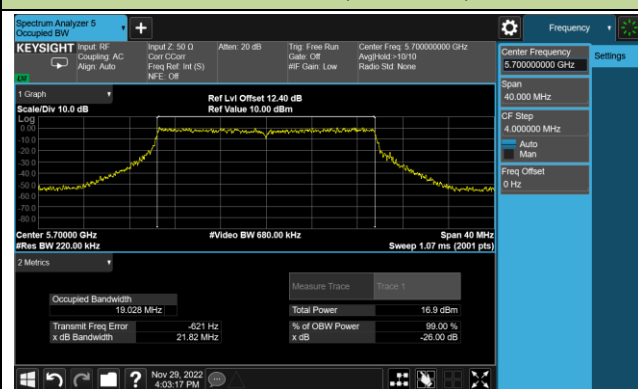 Spectrum Analyzer 5
Occupied BW
Frequency
KEYSIGHT
Input: RF
Coupling: AC
Align: Auto
Input Z: 50 Ω
Corr CCorr
Freq Ref: Int (S)
NFE: Off
Atten: 20 dB
Trig: Free Run
Gate: Off
#IF Gain: Low
Center Freq: 5.700000000 GHz
Avg|Hold:>10/10
Radio Std: None
Center Frequency
5.700000000 GHz
Settings
Span
40.000 MHz
CF Step
4.000000 MHz
Auto
Man
Freq Offset
0 Hz
1 Graph
Scale/Div 10.0 dB
Ref Lvl Offset 12.40 dB
Ref Value 10.00 dBm
Log
0.00
-10.0
-20.0
-30.0
-40.0
-50.0
-60.0
-70.0
-80.0
Center 5.70000 GHz
#Video BW 680.00 kHz
Span 40 MHz
#Res BW 220.00 kHz
Sweep 1.07 ms (2001 pts)
2 Metrics
Measure Trace
Trace 1
Occupied Bandwidth
19.028 MHz
Total Power
16.9 dBm
Transmit Freq Error
-621 Hz
% of OBW Power
99.00 %
x dB Bandwidth
21.82 MHz
x dB
-26.00 dB
Nov 29, 2022
4:03:17 PM